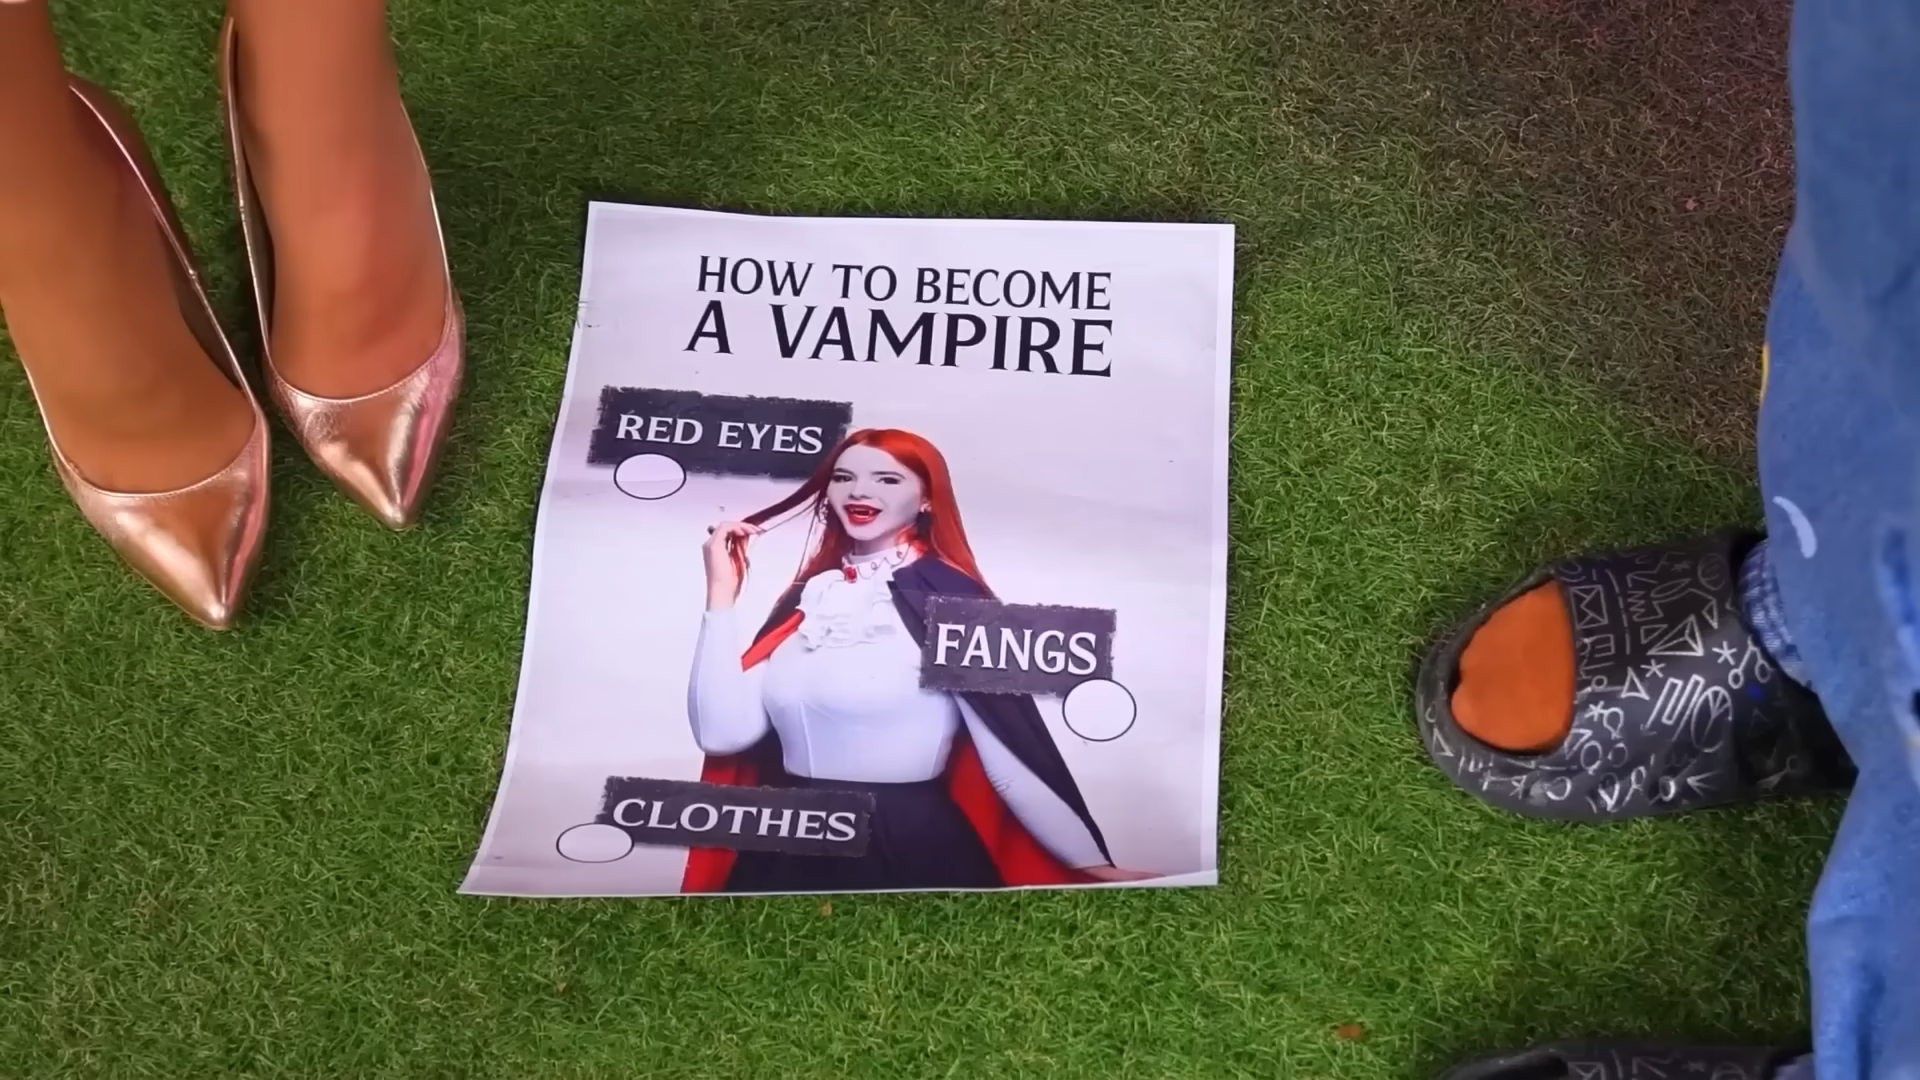 HOW TO BECOME
A VAMPIRE
RED EYES
FANGS
CLOTHES